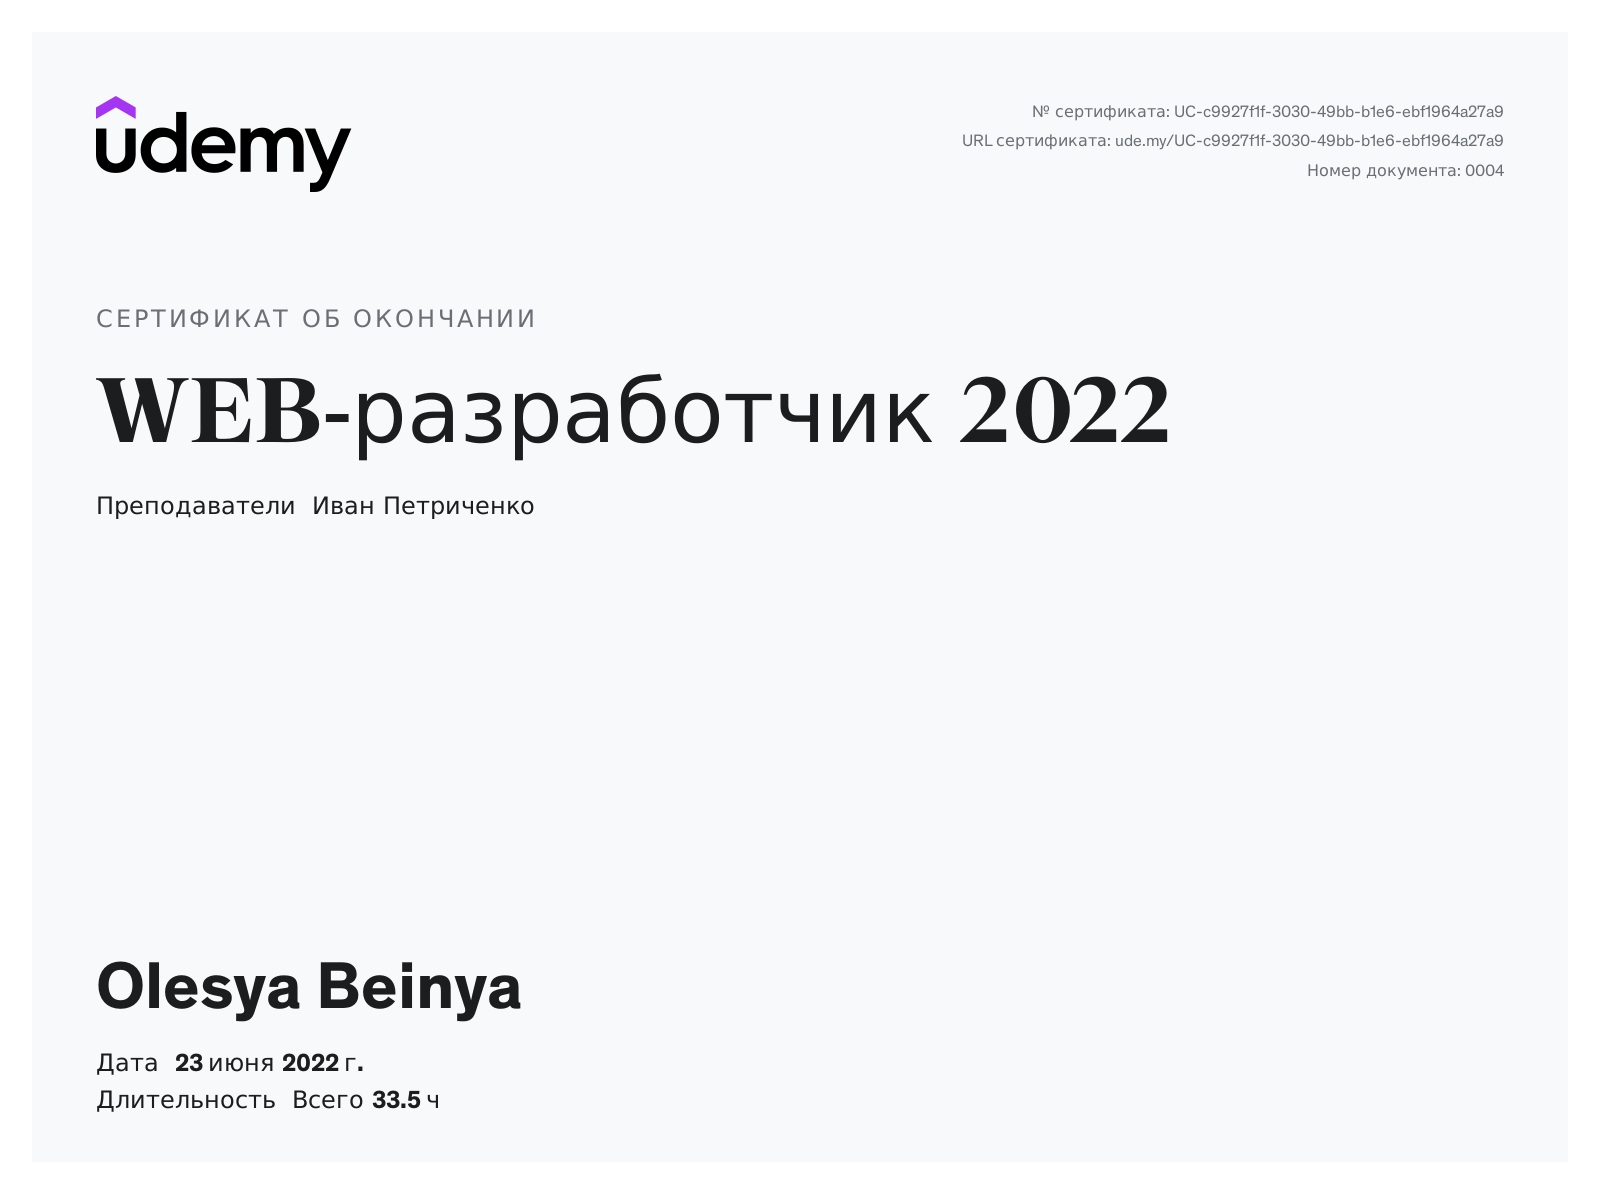 udemy
№ сертификата: UC-c9927f1f-3030-49bb-b1e6-ebf1964a27a9
URL сертификата: ude.my/UC-c9927f1f-3030-49bb-b1e6-ebf1964a27a9
Номер документа: 0004
СЕРТИФИКАТ ОБ ОКОНЧАНИИ
WEB-разработчик 2022
Преподаватели Иван Петриченко
Olesya Beinya
Дата 23 июня 2022 г.
Длительность Всего 33.5 ч